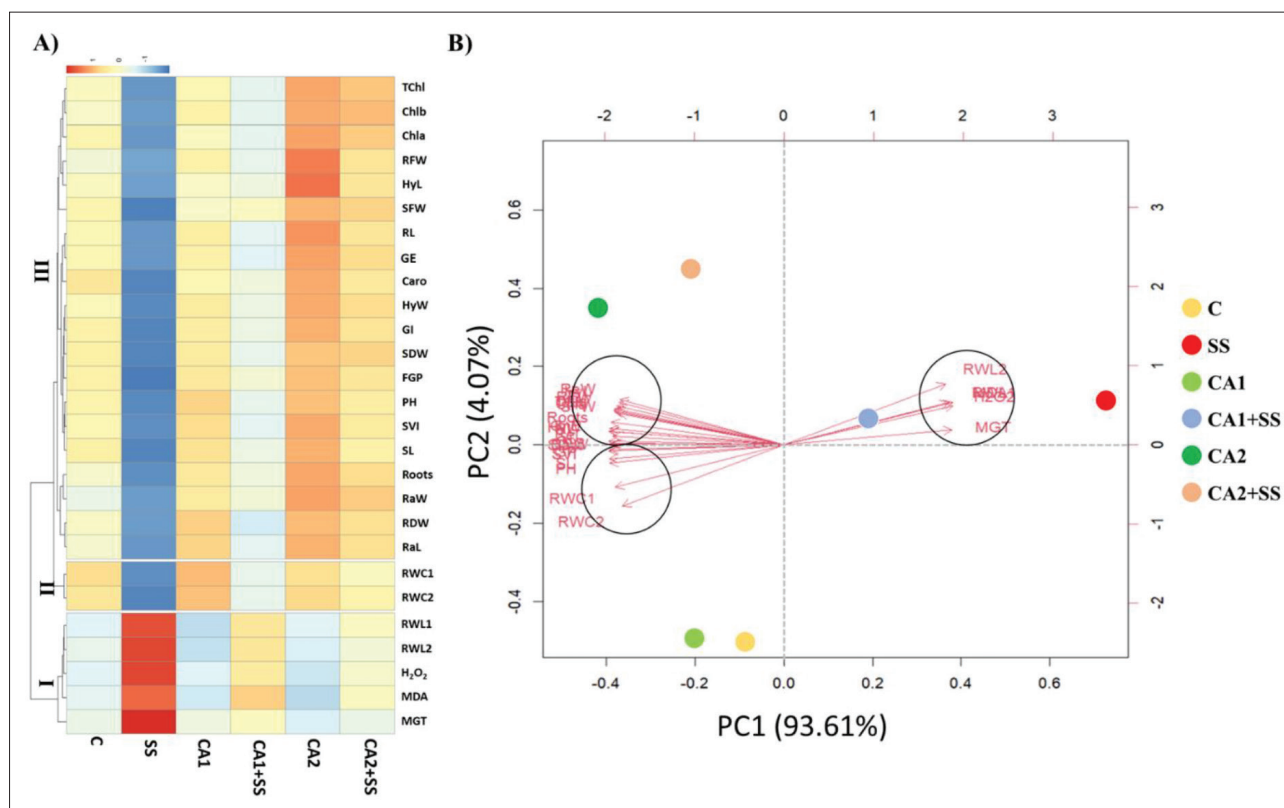 A)
1
0
-1
TChl
Chlb
Chla
RFW
HyL
SFW
RL
GE
Caro
HyW
GI
SDW
FGP
PH
SVI
SL
Roots
RaW
RDW
RaL
RWC1
RWC2
RWL1
RWL2
H₂O₂
MDA
MGT
III
II
I
C
SS
CA1
CA1+SS
CA2
CA2+SS
B)
-2
-1
0
1
2
3
0.6
0.4
0.2
0.0
-0.2
-0.4
3
2
1
0
-1
-2
-0.4
-0.2
0.0
0.2
0.4
0.6
PC2 (4.07%)
PC1 (93.61%)
RaW
Roots
SVI
PH
RWC1
RWC2
RWL2
MGT
C
SS
CA1
CA1+SS
CA2
CA2+SS